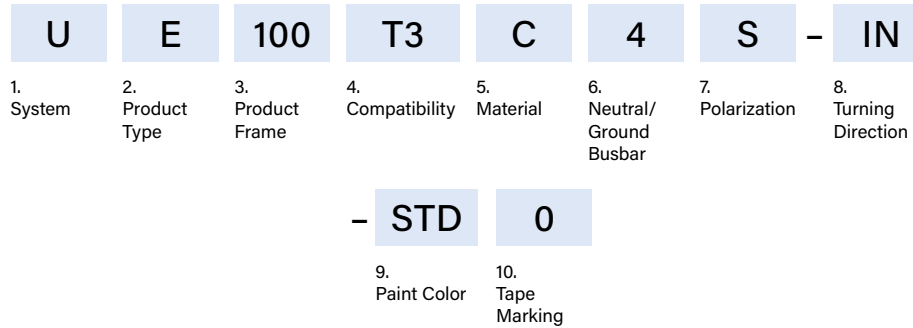 U E 100 T3 C 4 S – IN
1. 2. 3. 4. 5. 6. 7. 8.
System Product Product Compatibility Material Neutral/ Polarization Turning
Type Frame Ground Direction
Busbar
– STD 0
9. 10.
Paint Color Tape
Marking